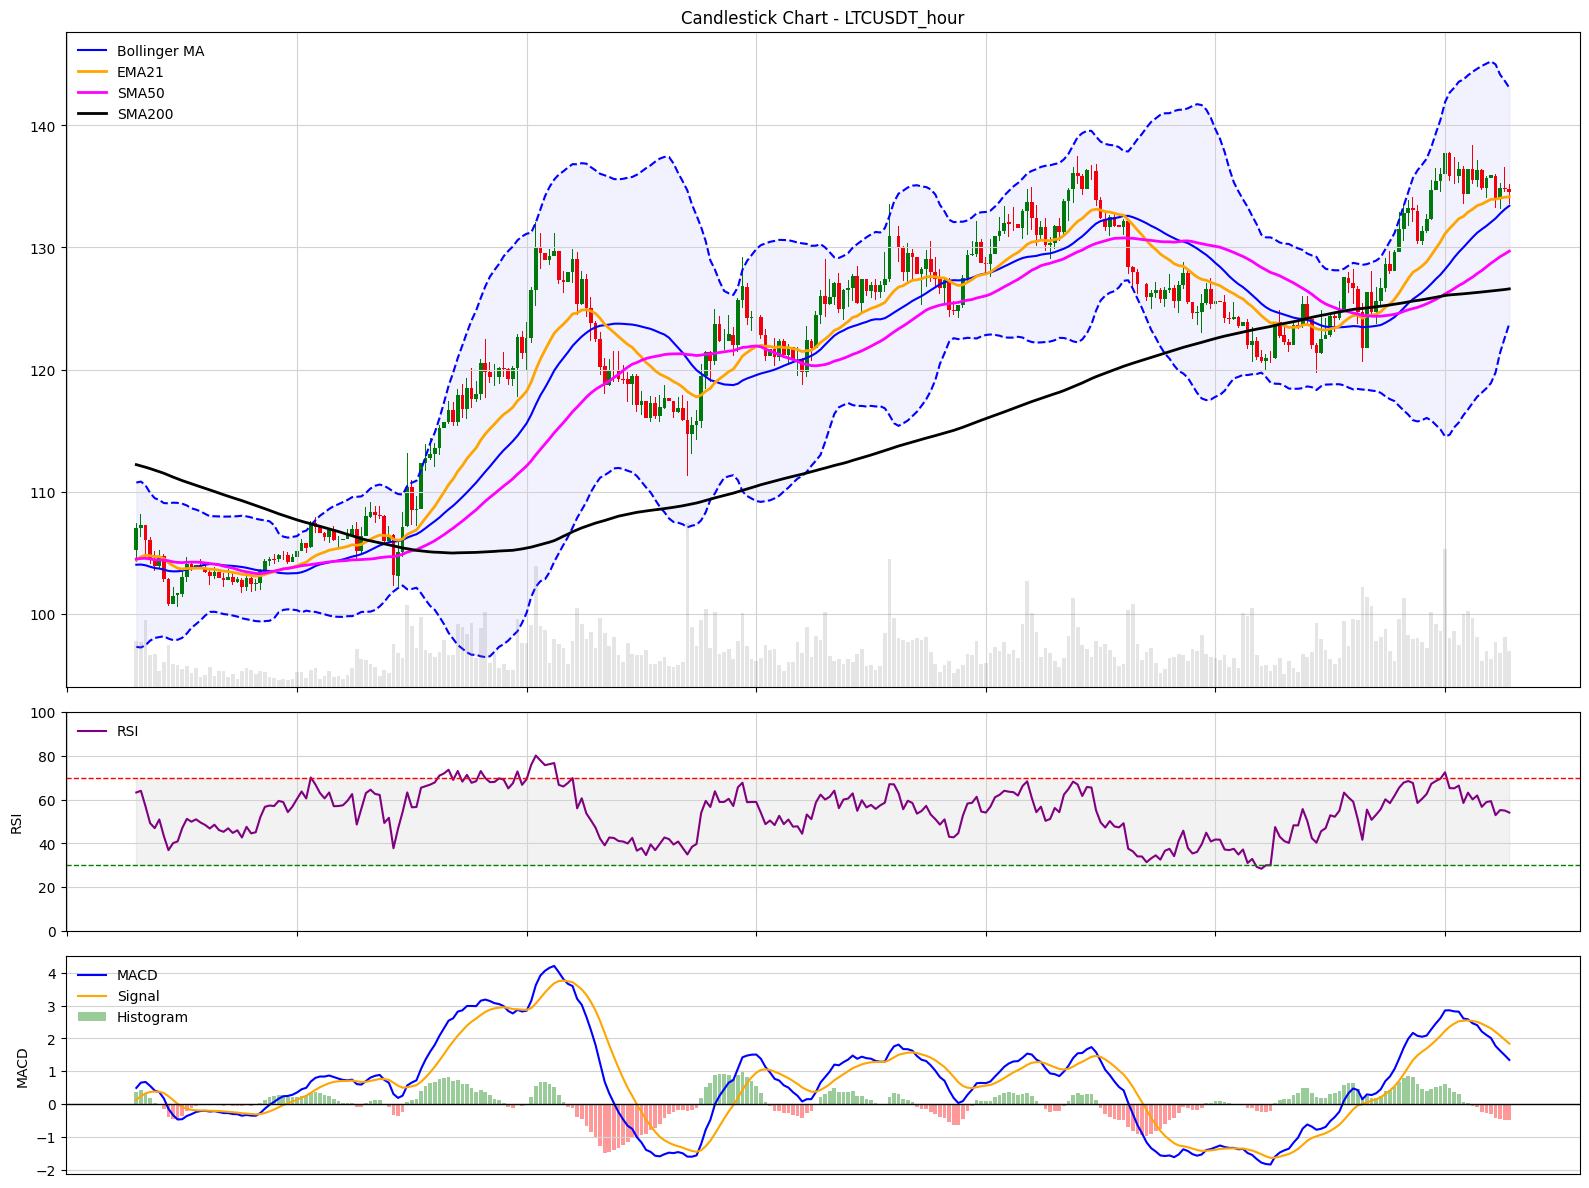 Candlestick Chart - LTCUSDT_hour
Bollinger MA
EMA21
SMA50
SMA200
140
130
120
110
100
RSI
100
80
60
40
20
0
RSI
MACD
Signal
Histogram
4
3
2
1
0
−1
−2
MACD